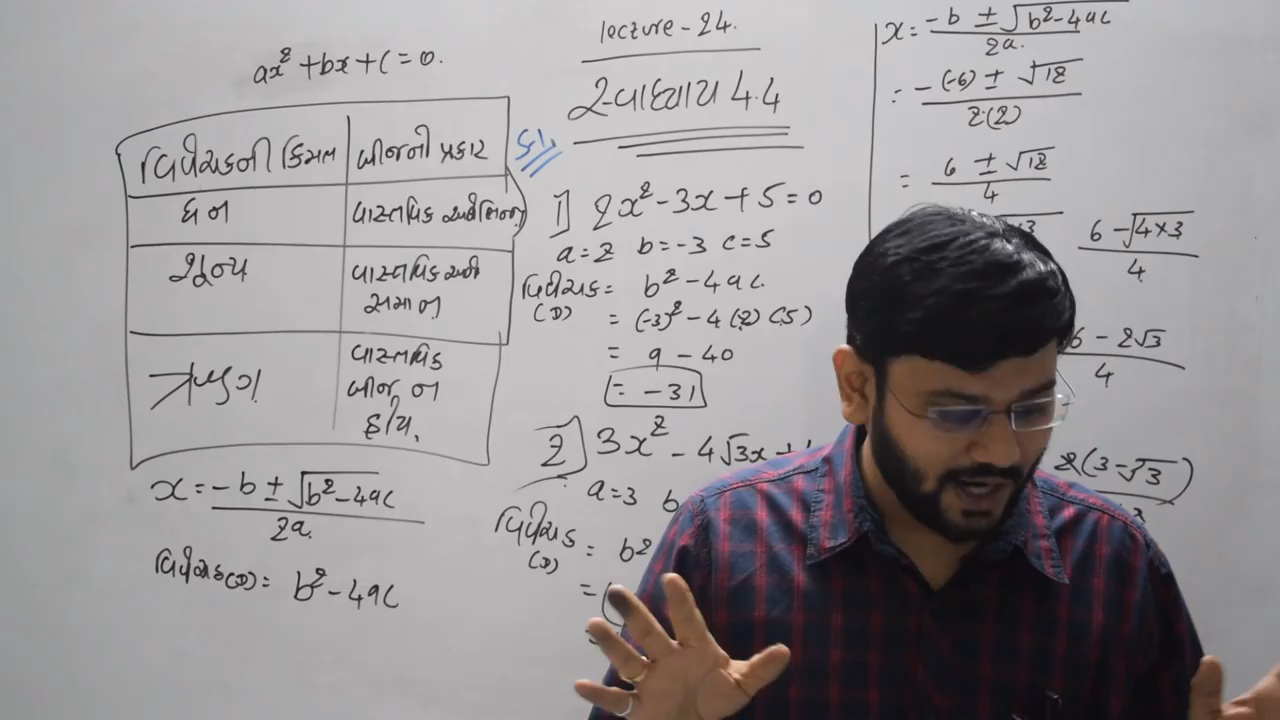 lecture-24.
સ્વાધ્યાય 4.4
ax²+bx+c=0.
વિવેચકની કિંમત બીજનો પ્રકાર
ધન વાસ્તવિક અને ભિન્ન
શૂન્ય વાસ્તવિક અને
સમાન
ઋણ વાસ્તવિક
બીજ ન
હોય.
x = -b ± √b²-4ac / 2a.
વિવેચક(D) = b²-4ac
1] 2x²-3x+5=0
a=2 b=-3 c=5
વિવેચક = b²-4ac.
(D) = (-3)²-4(2)(5)
= 9-40
= -31
2] 3x²-4√3x+
a=3 b
વિવેચક = b²
(D) = (
x = -b ± √b²-4ac / 2a.
= -(-6) ± √12 / 2(2)
= 6 ± √12 / 4
6-√4×3 / 4
6-2√3 / 4
2(3-√3)